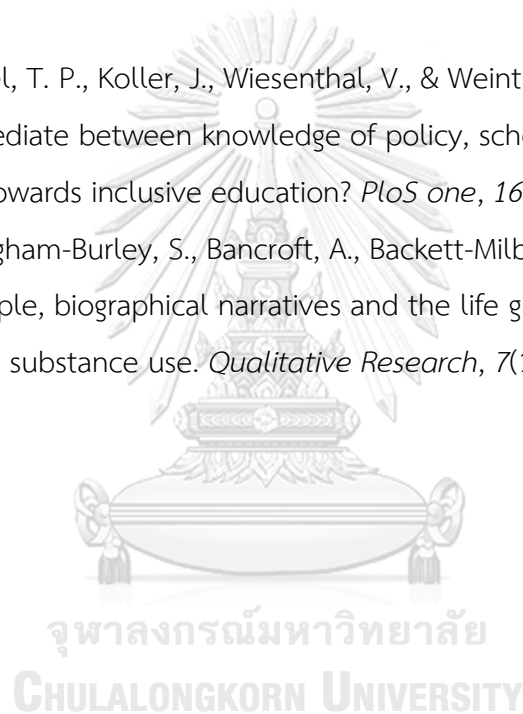 el, T. P., Koller, J., Wiesenthal, V., & Weint
ediate between knowledge of policy, sch
owards inclusive education? PloS one, 16
gham-Burley, S., Bancroft, A., Backett-Milb
ple, biographical narratives and the life g
substance use. Qualitative Research, 7(
จุฬาลงกรณ์มหาวิทยาลัย
CHULALONGKORN UNIVERSITY